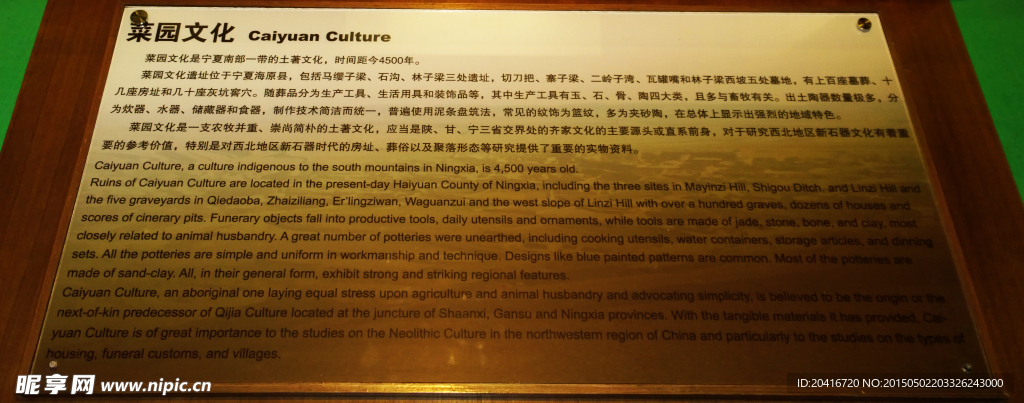 菜园文化 Caiyuan Culture
菜园文化是宁夏南部一带的土著文化，时间距今4500年。
菜园文化遗址位于宁夏海原县，包括马缨子梁、石沟、林子梁三处遗址，切刀把、寨子梁、二岭子湾、瓦罐嘴和林子梁西坡五处墓地，有上百座墓葬、十
几座房址和几十座灰坑窖穴。随葬品分为生产工具、生活用具和装饰品等，其中生产工具有玉、石、骨、陶四大类，且多与畜牧有关。出土陶器数量极多，分
为炊器、水器、储藏器和食器，制作技术简洁而统一，普遍使用泥条盘筑法，常见的纹饰为篮纹，多为夹砂陶，在总体上显示出强烈的地域特色。
菜园文化是一支农牧并重、崇尚简朴的土著文化，应当是陕、甘、宁三省交界处的齐家文化的主要源头或直系前身，对于研究西北地区新石器文化有着重
要的参考价值，特别是对西北地区新石器时代的房址、葬俗以及聚落形态等研究提供了重要的实物资料。
Caiyuan Culture, a culture indigenous to the south mountains in Ningxia, is 4,500 years old.
Ruins of Caiyuan Culture are located in the present-day Haiyuan County of Ningxia, including the three sites in Mayinzi Hill, Shigou Ditch, and Linzi Hill and
the five graveyards in Qiedaoba, Zhaiziliang, Er'lingziwan, Waguanzui and the west slope of Linzi Hill with over a hundred graves, dozens of houses and
scores of cinerary pits. Funerary objects fall into productive tools, daily utensils and ornaments, while tools are made of jade, stone, bone, and clay, most
closely related to animal husbandry. A great number of potteries were unearthed, including cooking utensils, water containers, storage articles, and dinning
sets. All the potteries are simple and uniform in workmanship and technique. Designs like blue painted patterns are common. Most of the potteries are
made of sand-clay. All, in their general form, exhibit strong and striking regional features.
Caiyuan Culture, an aboriginal one laying equal stress upon agriculture and animal husbandry and advocating simplicity, is believed to be the origin or the
next-of-kin predecessor of Qijia Culture located at the juncture of Shaanxi, Gansu and Ningxia provinces. With the tangible materials it has provided, Cai-
yuan Culture is of great importance to the studies on the Neolithic Culture in the northwestern region of China and particularly to the studies on the types of
housing, funeral customs, and villages.
昵享网 www.nipic.cn
ID:20416720 NO:20150502203326243000